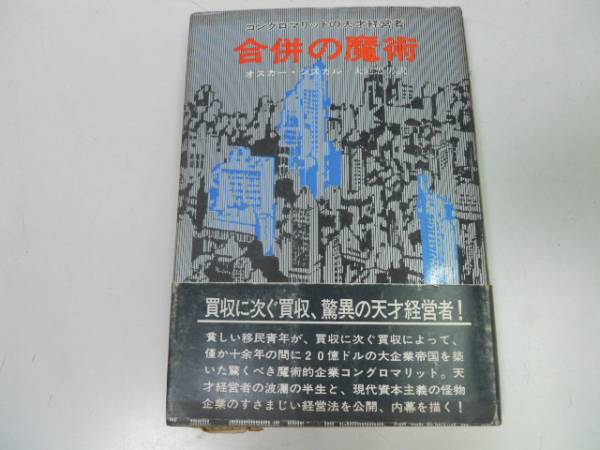 コングロマリットの天才経営者
合併の魔術
オスカー・シスガル
買収に次ぐ買収、驚異の天才経営者!
貧しい移民青年が、買収に次ぐ買収によって、
僅か十余年の間に20億ドルの大企業帝国を築
いた驚くべき魔術的企業コングロマリット。天
才経営者の波瀾の半生と、現代資本主義の怪物
企業のすさまじい経営法を公開、内幕を描く!